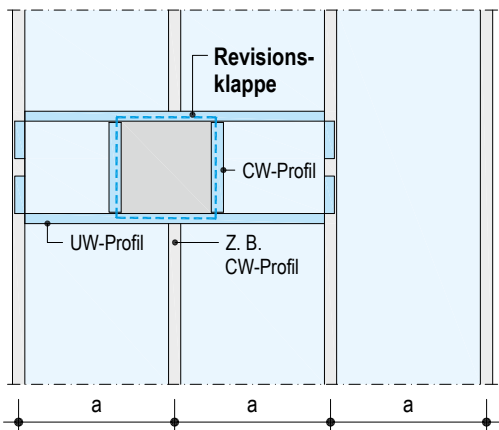 Revisions-
klappe
CW-Profil
UW-Profil
Z. B.
CW-Profil
a
a
a